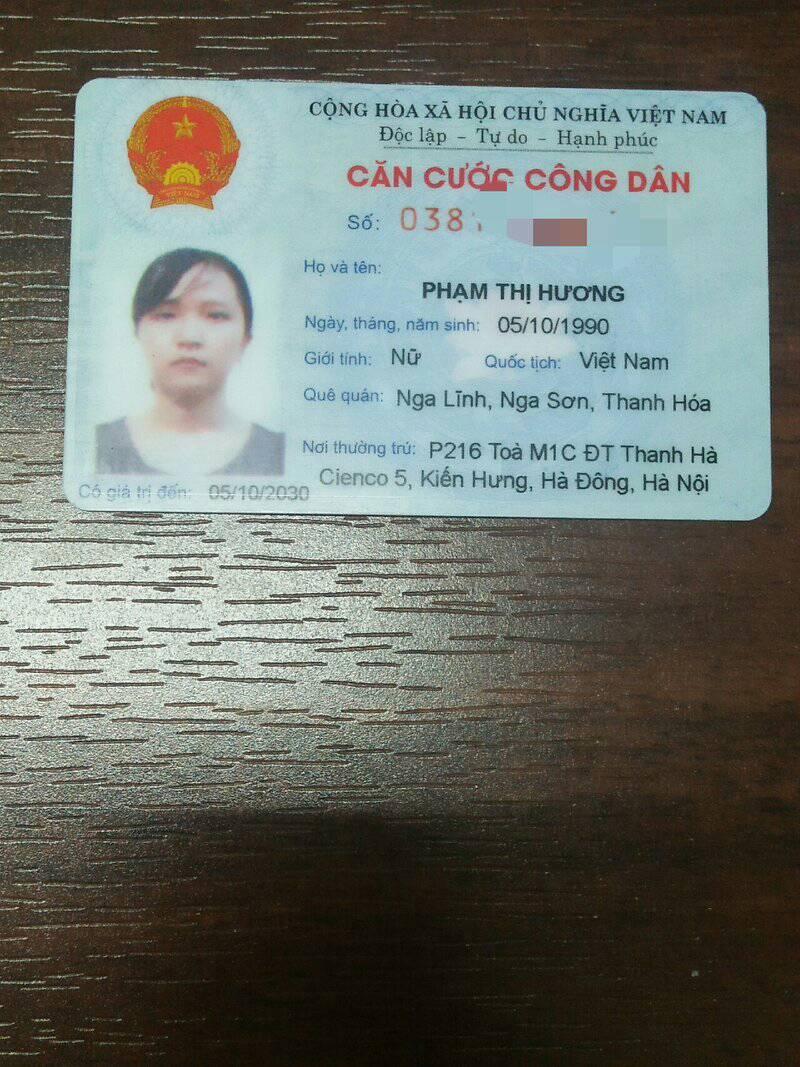 CỘNG HÒA XÃ HỘI CHỦ NGHĨA VIỆT NAM
Độc lập - Tự do - Hạnh phúc
CĂN CƯỚC CÔNG DÂN
Số: 038
Họ và tên:
PHẠM THỊ HƯƠNG
Ngày, tháng, năm sinh: 05/10/1990
Giới tính: Nữ Quốc tịch: Việt Nam
Quê quán: Nga Lĩnh, Nga Sơn, Thanh Hóa
Nơi thường trú: P216 Toà M1C ĐT Thanh Hà
Cienco 5, Kiến Hưng, Hà Đông, Hà Nội
Có giá trị đến: 05/10/2030
VIỆT NAM